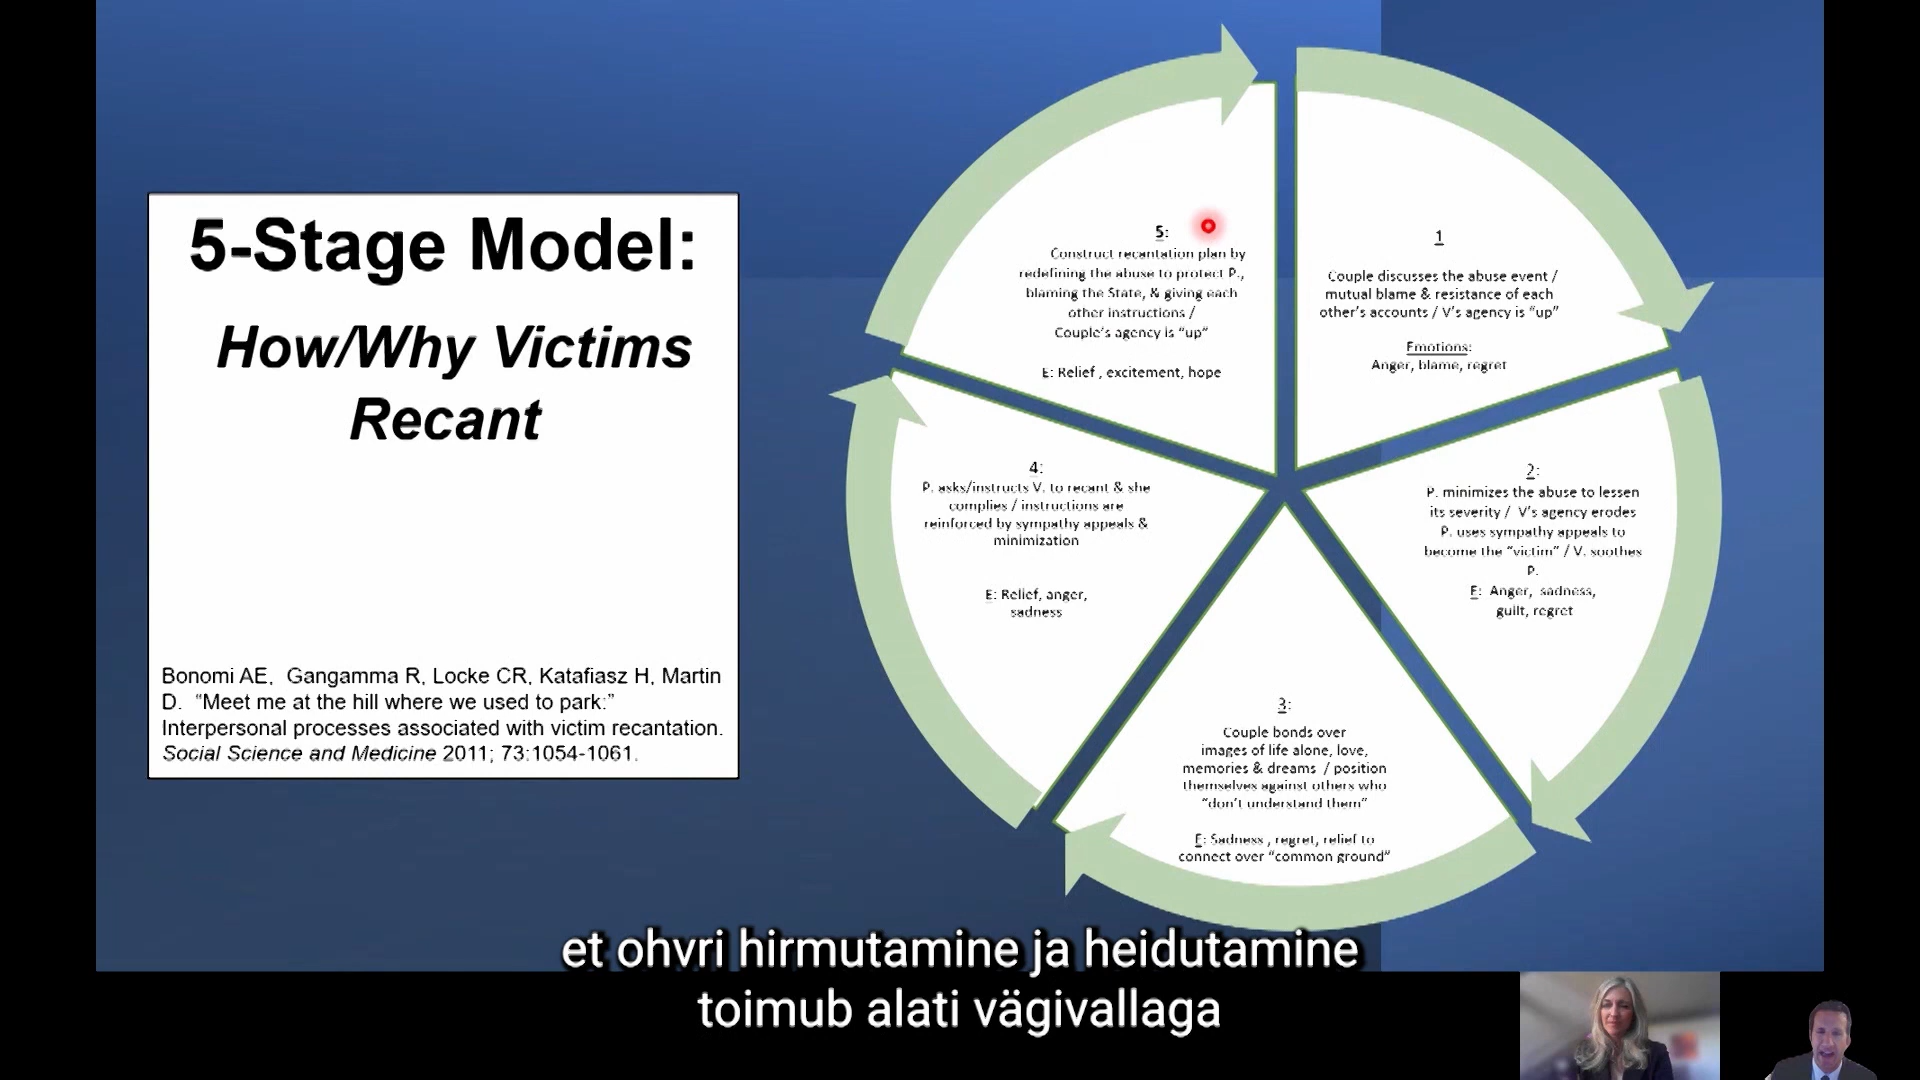 5-Stage Model:
How/Why Victims
Recant
Bonomi AE, Gangamma R, Locke CR, Katafiasz H, Martin
D. “Meet me at the hill where we used to park:”
Interpersonal processes associated with victim recantation.
Social Science and Medicine 2011; 73:1054-1061.
1
Couple discusses the abuse event /
mutual blame & resistance of each
other’s accounts / V’s agency is “up”
Emotions:
Anger, blame, regret
2:
P. minimizes the abuse to lessen
its severity / V’s agency erodes
P. uses sympathy appeals to
become the “victim” / V. soothes
P.
E: Anger, sadness,
guilt, regret
3:
Couple bonds over
images of life alone, love,
memories & dreams / position
themselves against others who
“don’t understand them”
E: Sadness , regret, relief to
connect over “common ground”
4:
P. asks/instructs V. to recant & she
complies / instructions are
reinforced by sympathy appeals &
minimization
E: Relief, anger,
sadness
5:
Construct recantation plan by
redefining the abuse to protect P.,
blaming the State, & giving each
other instructions /
Couple’s agency is “up”
E: Relief , excitement, hope
et ohvri hirmutamine ja heidutamine
toimub alati vägivallaga